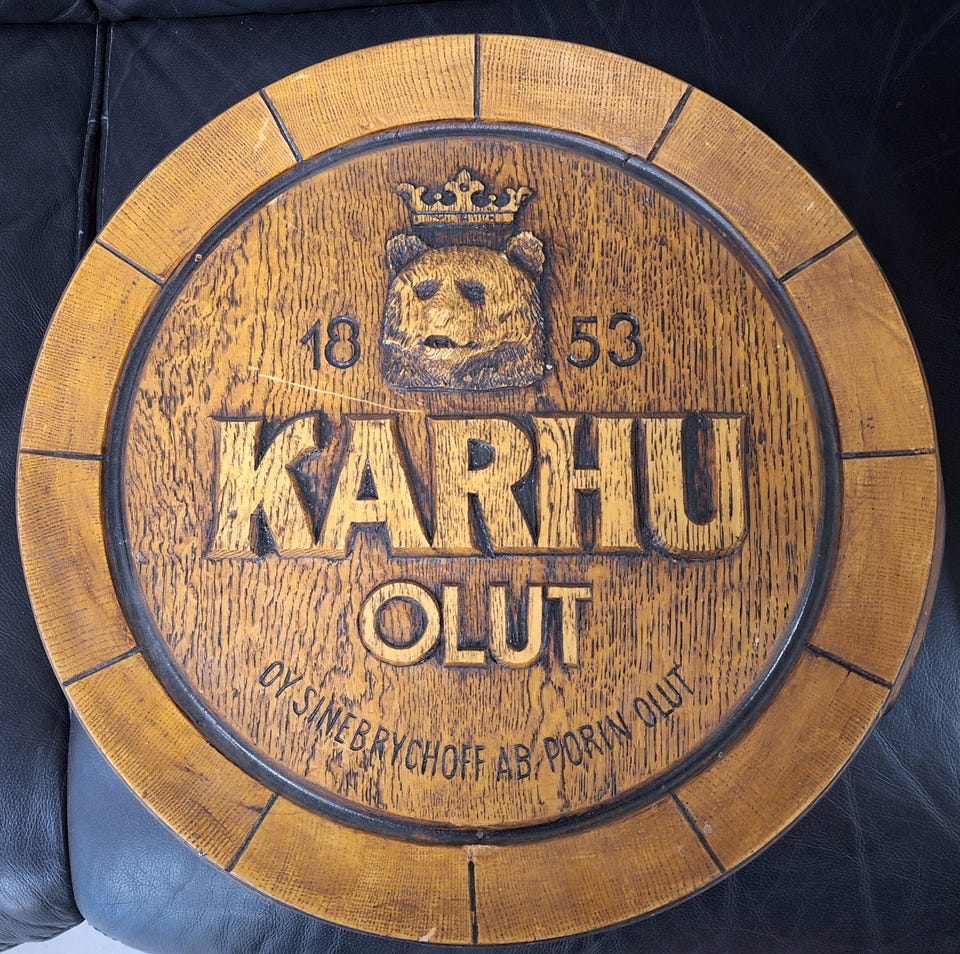 18 53
KARHU
OLUT
OY SINEBRYCHOFF AB PORIN OLUT